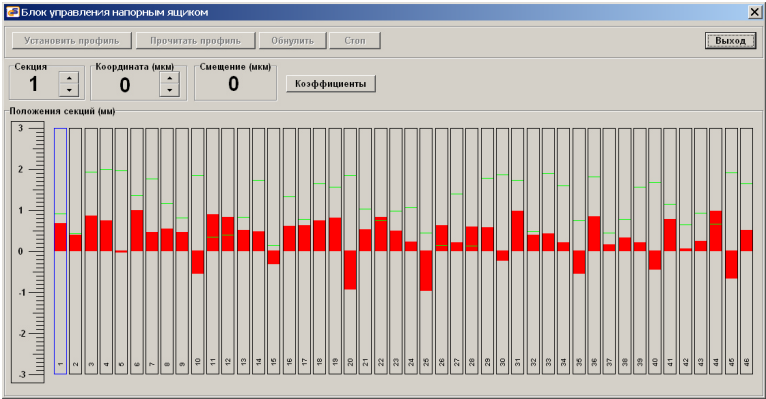 Блок управления напорным ящиком
Установить профиль Прочитать профиль Обнулить Стоп Выход
Секция Координата (мкм) Смещение (мкм)
1 0 0 Коэффициенты
Положения секций (мм)
3
2
1
0
-1
-2
-3
1 2 3 4 5 6 7 8 9 10 11 12 13 14 15 16 17 18 19 20 21 22 23 24 25 26 27 28 29 30 31 32 33 34 35 36 37 38 39 40 41 42 43 44 45 46